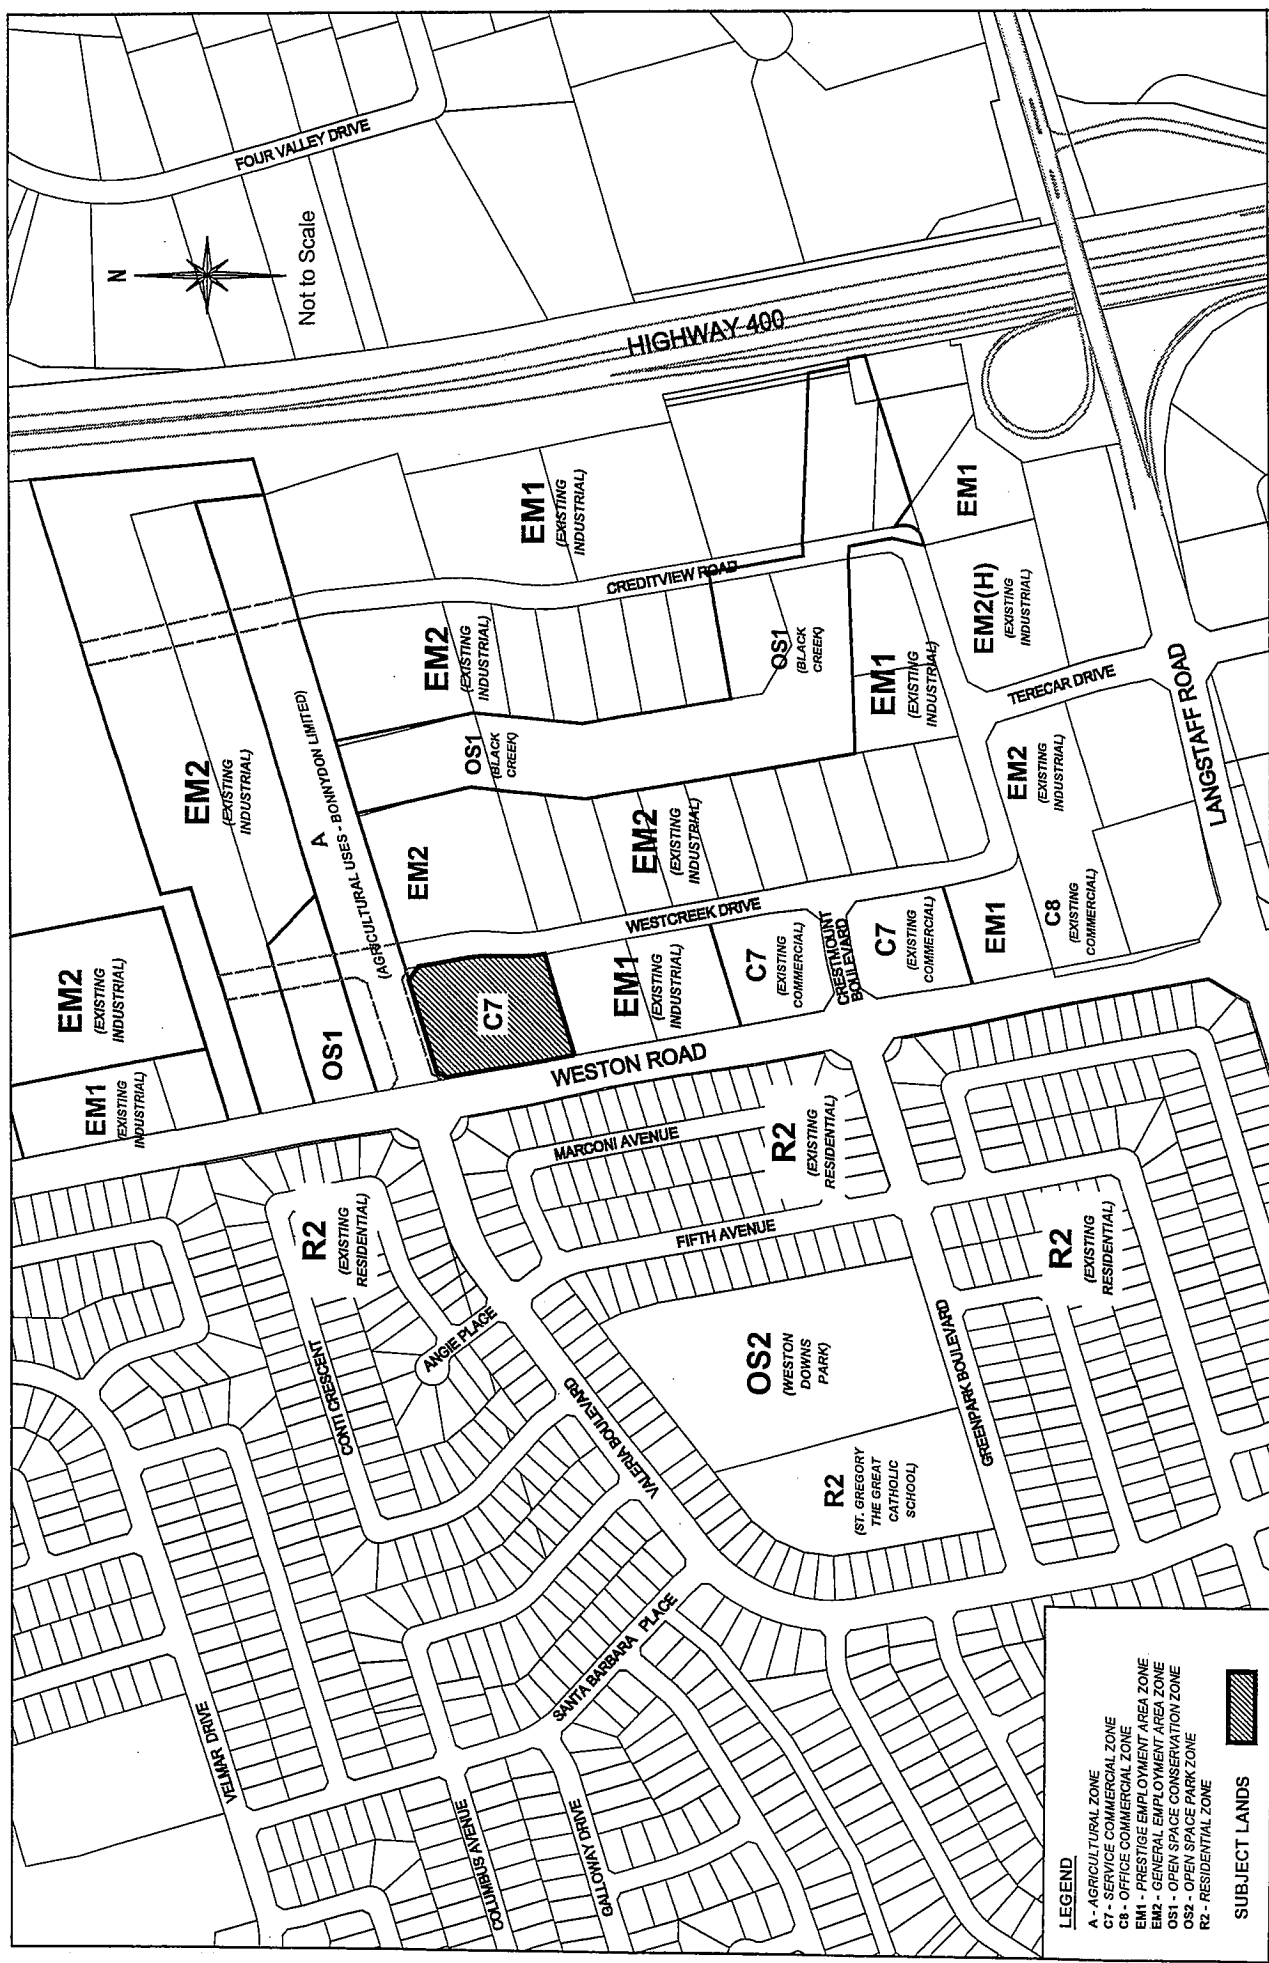 FOUR VALLEY DRIVE
N
Not to Scale
HIGHWAY 400
EM2
(EXISTING
INDUSTRIAL)
EM1
(EXISTING
INDUSTRIAL)
EM2
(EXISTING
INDUSTRIAL)
A
(AGRICULTURAL USES - BONNYDON LIMITED)
OS1
EM1
(EXISTING
INDUSTRIAL)
CREDITVIEW ROAD
EM2
(EXISTING
INDUSTRIAL)
OS1
(BLACK
CREEK)
OS1
(BLACK
CREEK)
EM1
EM2(H)
(EXISTING
INDUSTRIAL)
EM1
(EXISTING
INDUSTRIAL)
TERECAR DRIVE
LANGSTAFF ROAD
EM2
EM2
(EXISTING
INDUSTRIAL)
EM2
(EXISTING
INDUSTRIAL)
WESTCREEK DRIVE
C7
EM1
(EXISTING
INDUSTRIAL)
C7
(EXISTING
COMMERCIAL)
CRESTMOUNT
BOULEVARD
C7
(EXISTING
COMMERCIAL)
EM1
C8
(EXISTING
COMMERCIAL)
WESTON ROAD
MARCONI AVENUE
R2
(EXISTING
RESIDENTIAL)
R2
(EXISTING
RESIDENTIAL)
FIFTH AVENUE
R2
(EXISTING
RESIDENTIAL)
CONTI CRESCENT
ANGIE PLACE
VALERIA BOULEVARD
OS2
(WESTON
DOWNS
PARK)
GREENPARK BOULEVARD
R2
(ST. GREGORY
THE GREAT
CATHOLIC
SCHOOL)
SANTA BARBARA PLACE
VELMAR DRIVE
COLUMBUS AVENUE
GALLOWAY DRIVE
LEGEND
A - AGRICULTURAL ZONE
C7 - SERVICE COMMERCIAL ZONE
C8 - OFFICE COMMERCIAL ZONE
EM1 - PRESTIGE EMPLOYMENT AREA ZONE
EM2 - GENERAL EMPLOYMENT AREA ZONE
OS1 - OPEN SPACE CONSERVATION ZONE
OS2 - OPEN SPACE PARK ZONE
R2 - RESIDENTIAL ZONE
SUBJECT LANDS